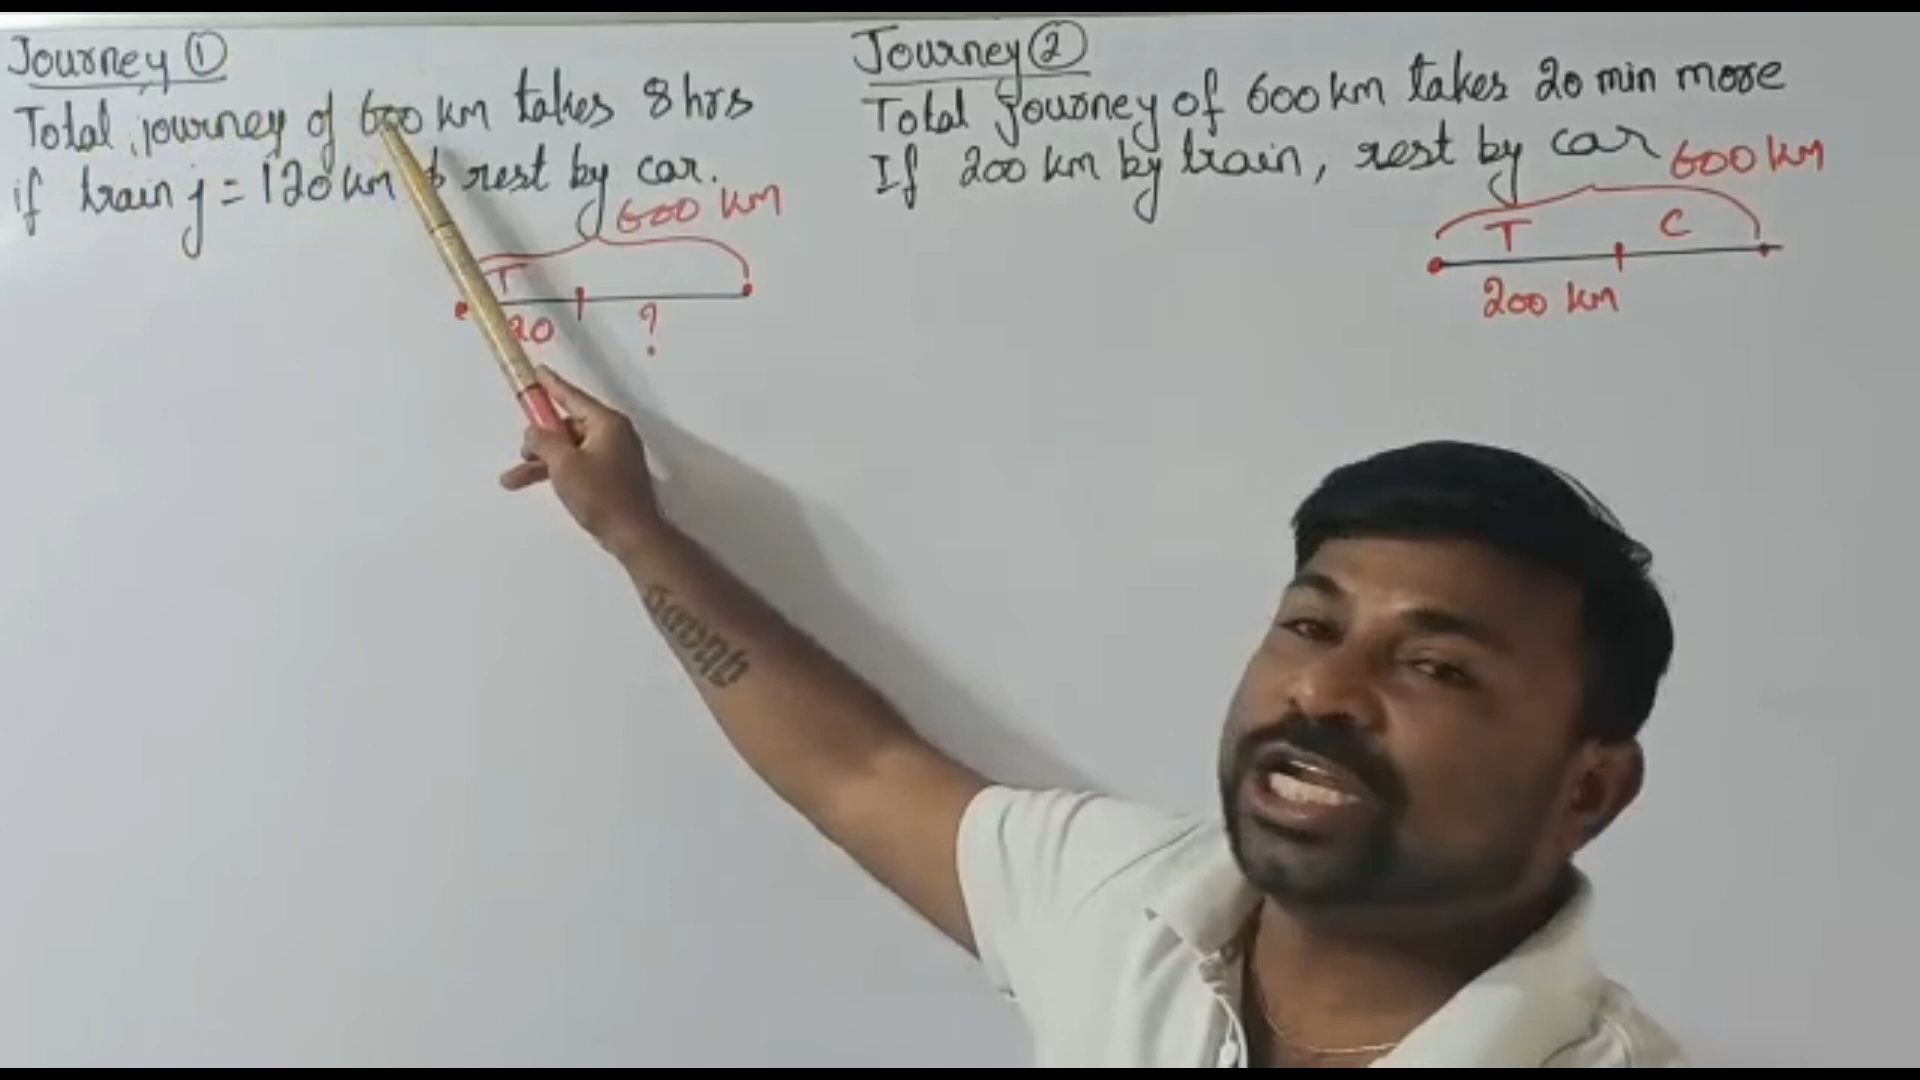 Journey ①
Total journey of 600 km takes 8 hrs
if train j = 120 km & rest by car.
600 km
T
20
?
Journey ②
Total journey of 600 km takes 20 min more
If 200 km by train, rest by car
600 km
T C
200 km